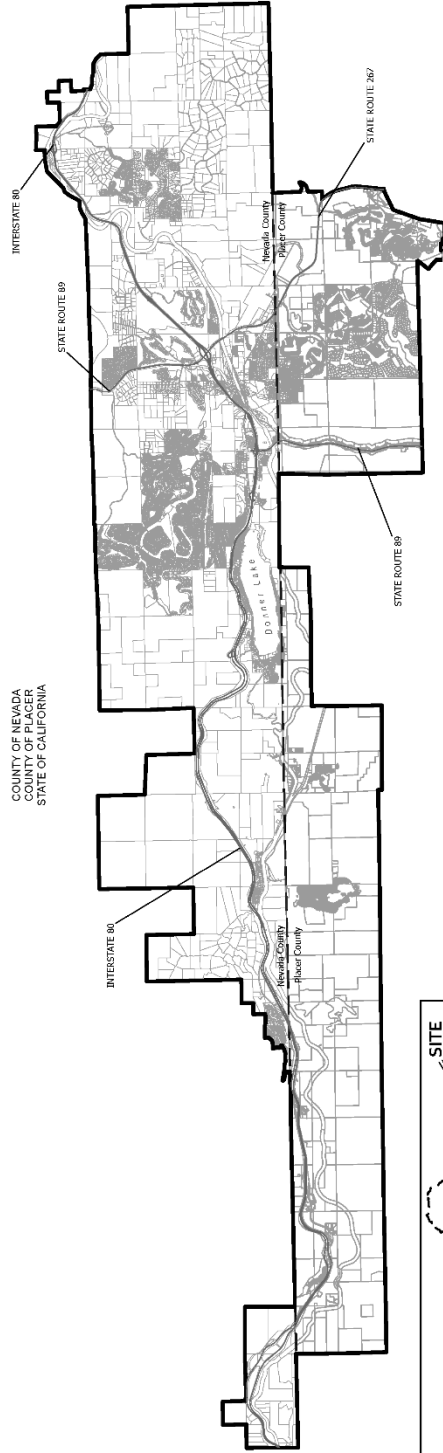 COUNTY OF NEVADA
COUNTY OF PLACER
STATE OF CALIFORNIA
INTERSTATE 80
STATE ROUTE 89
INTERSTATE 80
STATE ROUTE 267
Nevada County
Placer County
Donner Lake
STATE ROUTE 89
Nevada County
Placer County
SITE